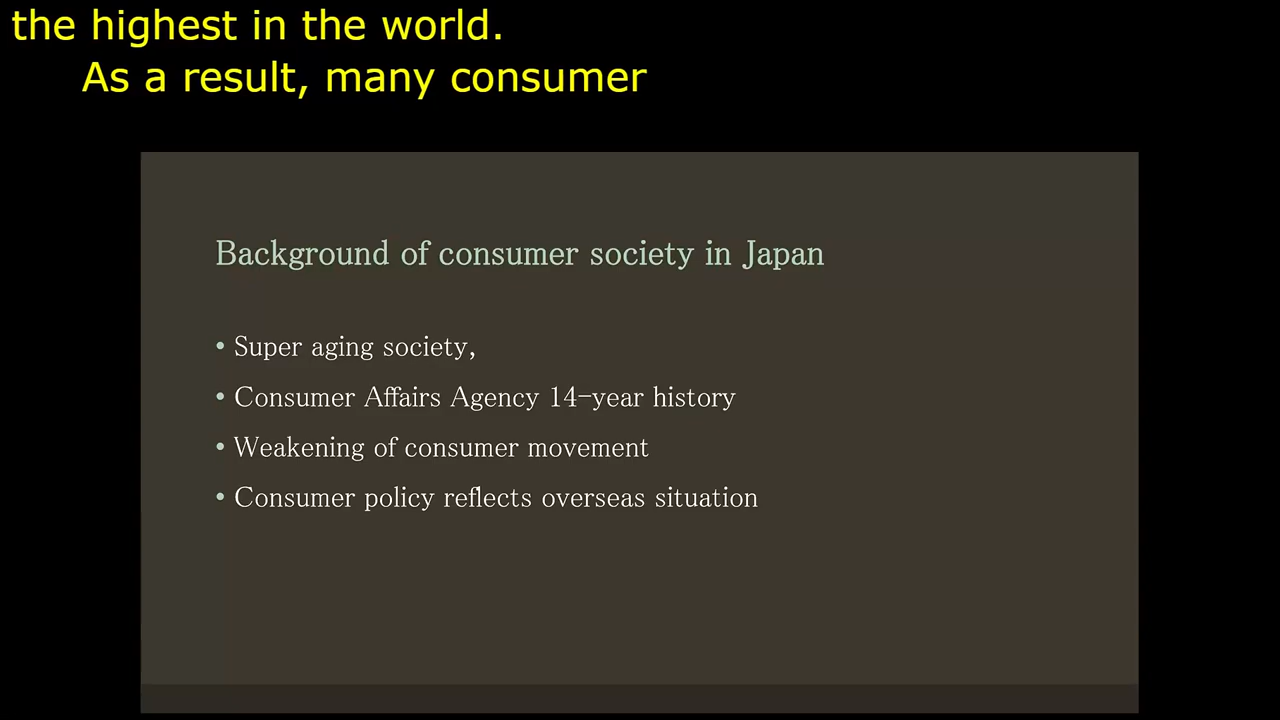 the highest in the world.
As a result, many consumer
Background of consumer society in Japan
• Super aging society,
• Consumer Affairs Agency 14-year history
• Weakening of consumer movement
• Consumer policy reflects overseas situation